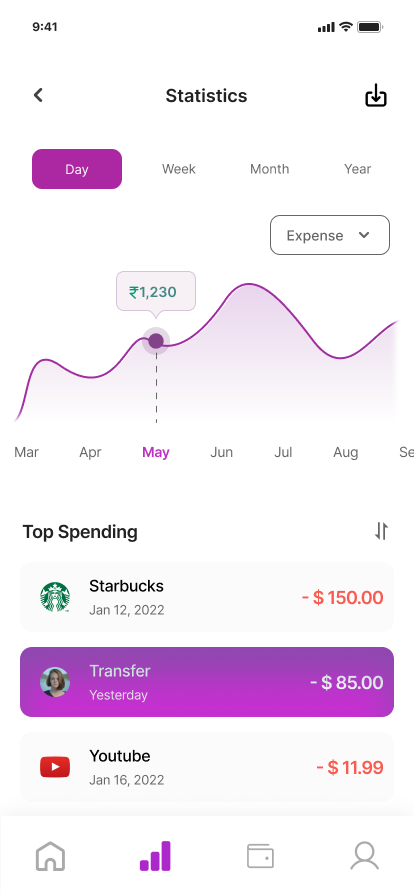 9:41
Statistics
Day Week Month Year
Expense
₹1,230
Mar Apr May Jun Jul Aug Se
Top Spending
Starbucks
- $ 150.00
Jan 12, 2022
Transfer
- $ 85.00
Yesterday
Youtube
- $ 11.99
Jan 16, 2022